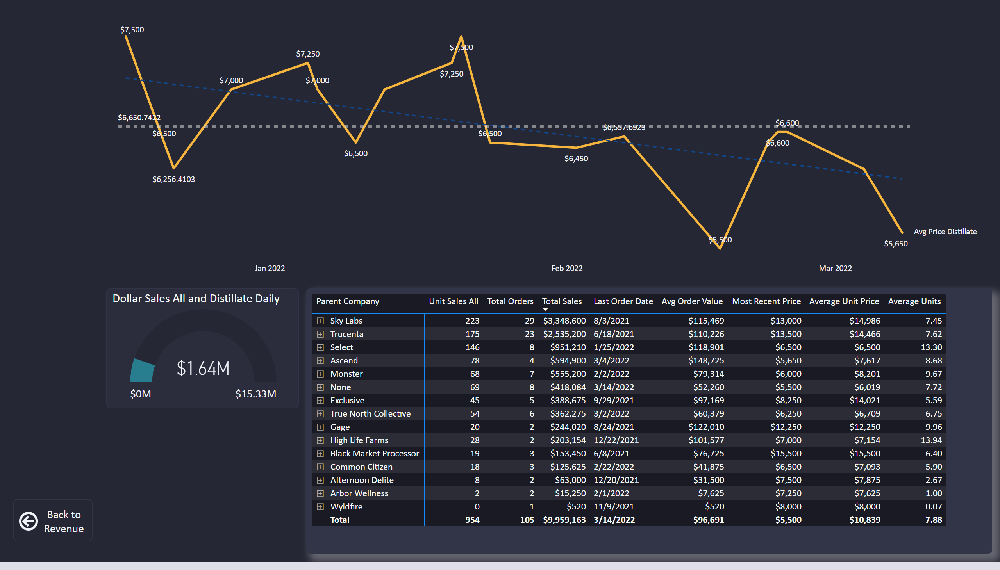 $7,500
$7,500
$7,250
$7,250
$7,000
$7,000
$6,650.7422
$6,500
$6,500
$6,557.6923
$6,600
$6,600
$6,500
$6,450
$6,256.4103
$5,500
$5,650
Avg Price Distillate
Jan 2022 Feb 2022 Mar 2022
Dollar Sales All and Distillate Daily
$1.64M
$0M $15.33M
Parent Company Unit Sales All Total Orders Total Sales Last Order Date Avg Order Value Most Recent Price Average Unit Price Average Units
Sky Labs 223 29 $3,348,600 8/3/2021 $115,469 $13,000 $14,986 7.45
Trucenta 175 23 $2,535,200 6/18/2021 $110,226 $13,500 $14,466 7.62
Select 146 8 $951,210 1/25/2022 $118,901 $6,500 $6,500 13.30
Ascend 78 4 $594,900 3/4/2022 $148,725 $5,650 $7,617 8.68
Monster 68 7 $555,200 2/2/2022 $79,314 $6,000 $8,201 9.67
None 69 8 $418,084 3/14/2022 $52,260 $5,500 $6,019 7.72
Exclusive 45 5 $388,675 9/29/2021 $97,169 $8,250 $14,021 5.59
True North Collective 54 6 $362,275 3/2/2022 $60,379 $6,250 $6,709 6.75
Gage 20 2 $244,020 8/24/2021 $122,010 $12,250 $12,250 9.96
High Life Farms 28 2 $203,154 12/22/2021 $101,577 $7,000 $7,154 13.94
Black Market Processor 19 3 $153,450 6/8/2021 $76,725 $15,500 $15,500 6.40
Common Citizen 18 3 $125,625 2/22/2022 $41,875 $6,500 $7,093 5.90
Afternoon Delite 8 2 $63,000 12/20/2021 $31,500 $7,500 $7,875 2.67
Arbor Wellness 2 2 $15,250 2/1/2022 $7,625 $7,250 $7,625 1.00
Wyldfire 0 1 $520 11/9/2021 $520 $8,000 $8,000 0.07
Total 954 105 $9,959,163 3/14/2022 $96,691 $5,500 $10,839 7.88
Back to
Revenue